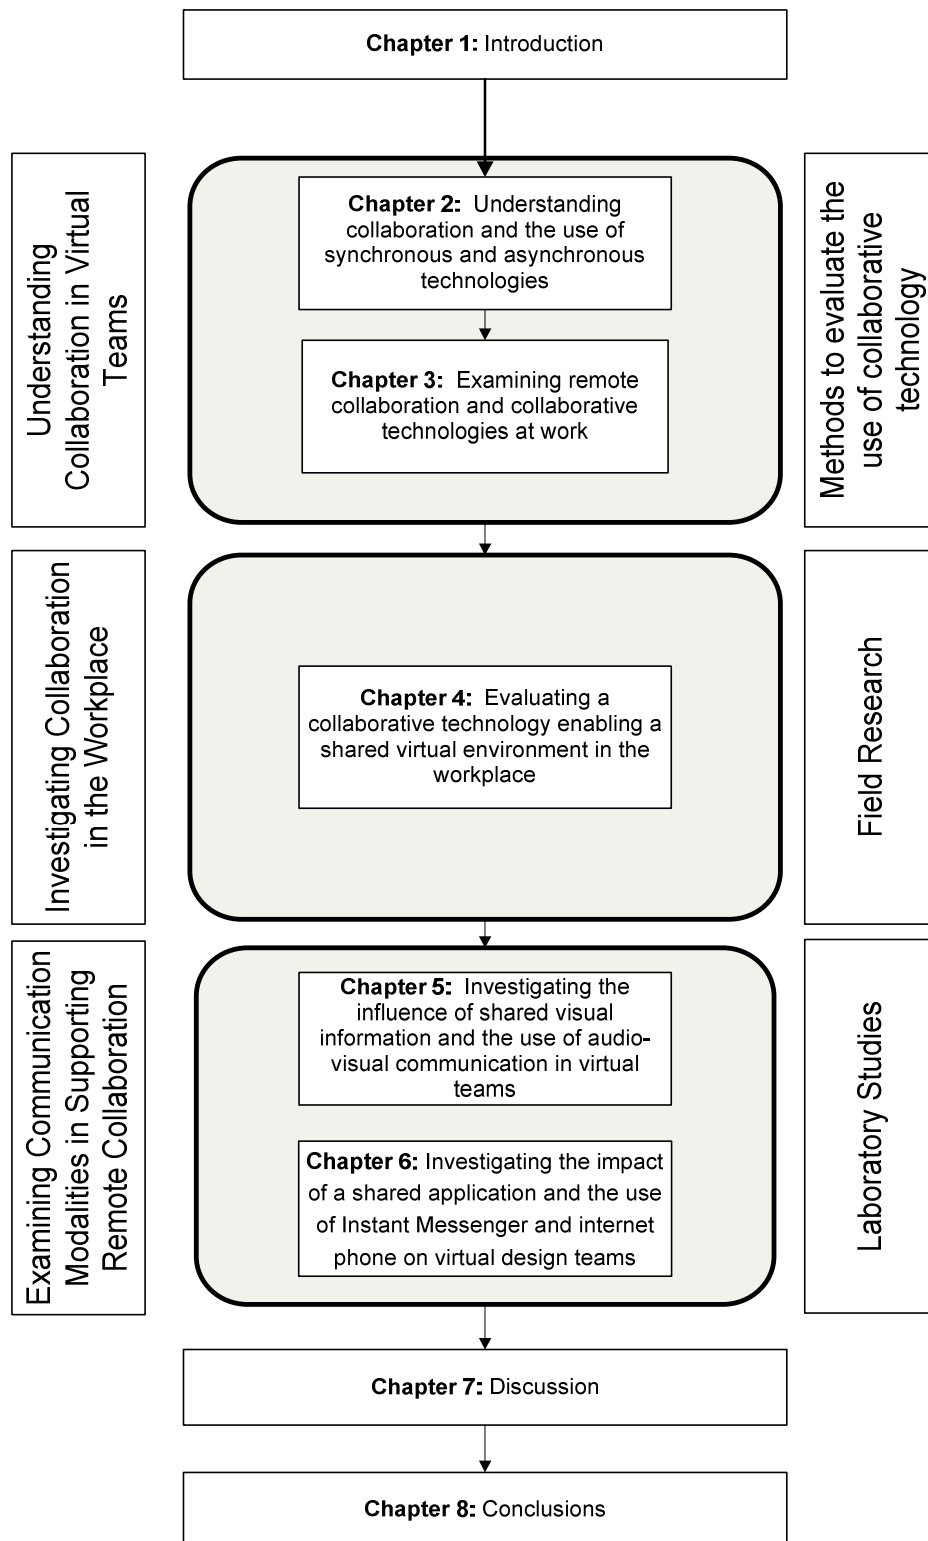 Chapter 1: Introduction
Understanding
Collaboration in Virtual
Teams
Chapter 2: Understanding
collaboration and the use of
synchronous and asynchronous
technologies
Chapter 3: Examining remote
collaboration and collaborative
technologies at work
Methods to evaluate the
use of collaborative
technology
Investigating Collaboration
in the Workplace
Chapter 4: Evaluating a
collaborative technology enabling a
shared virtual environment in the
workplace
Field Research
Examining Communication
Modalities in Supporting
Remote Collaboration
Chapter 5: Investigating the
influence of shared visual
information and the use of audio-
visual communication in virtual
teams
Chapter 6: Investigating the impact
of a shared application and the use
of Instant Messenger and internet
phone on virtual design teams
Laboratory Studies
Chapter 7: Discussion
Chapter 8: Conclusions